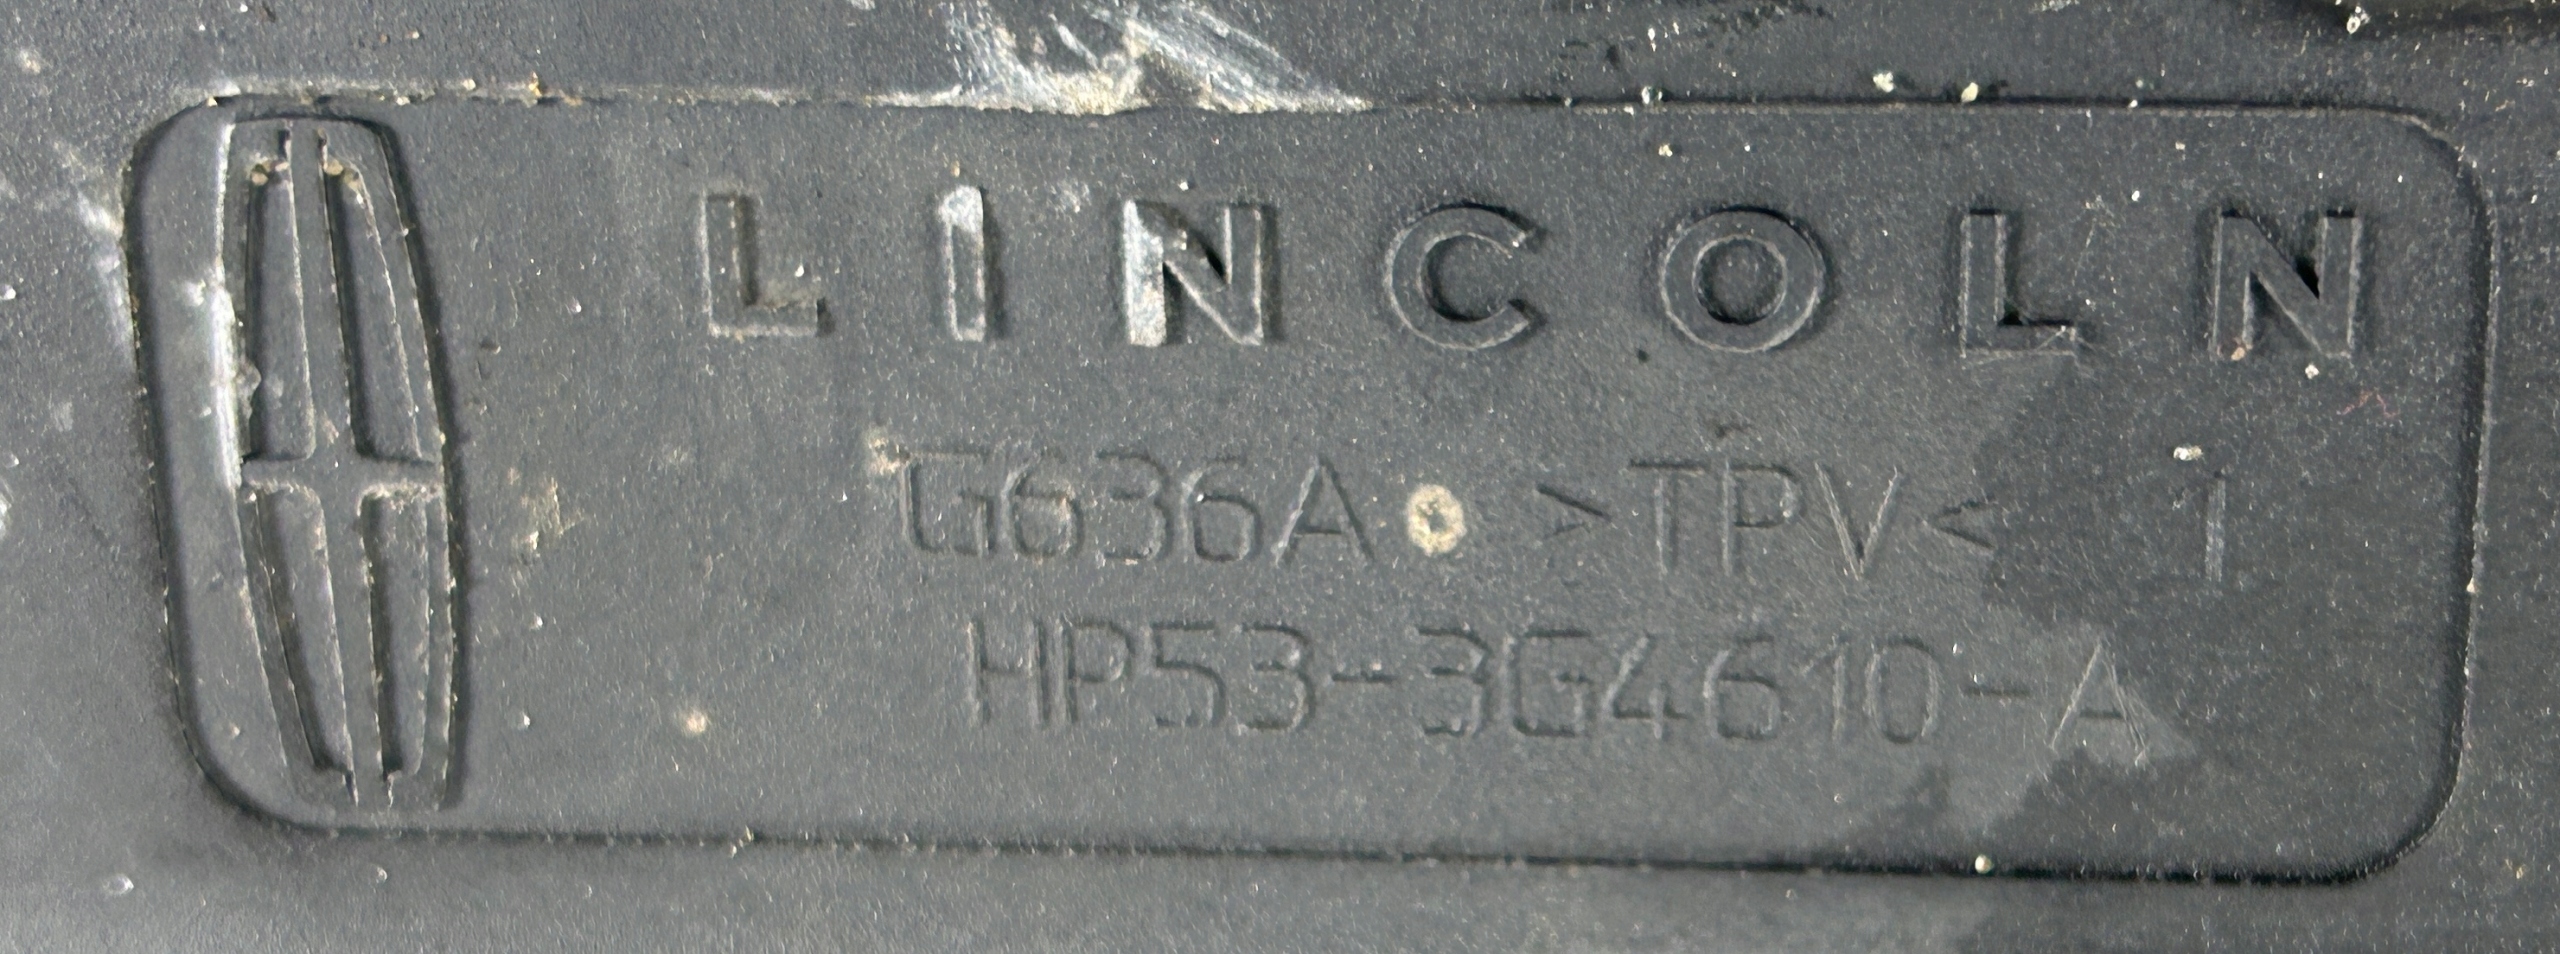 LINCOLN
G636A >TPV< 1
HP53-3G4610-A